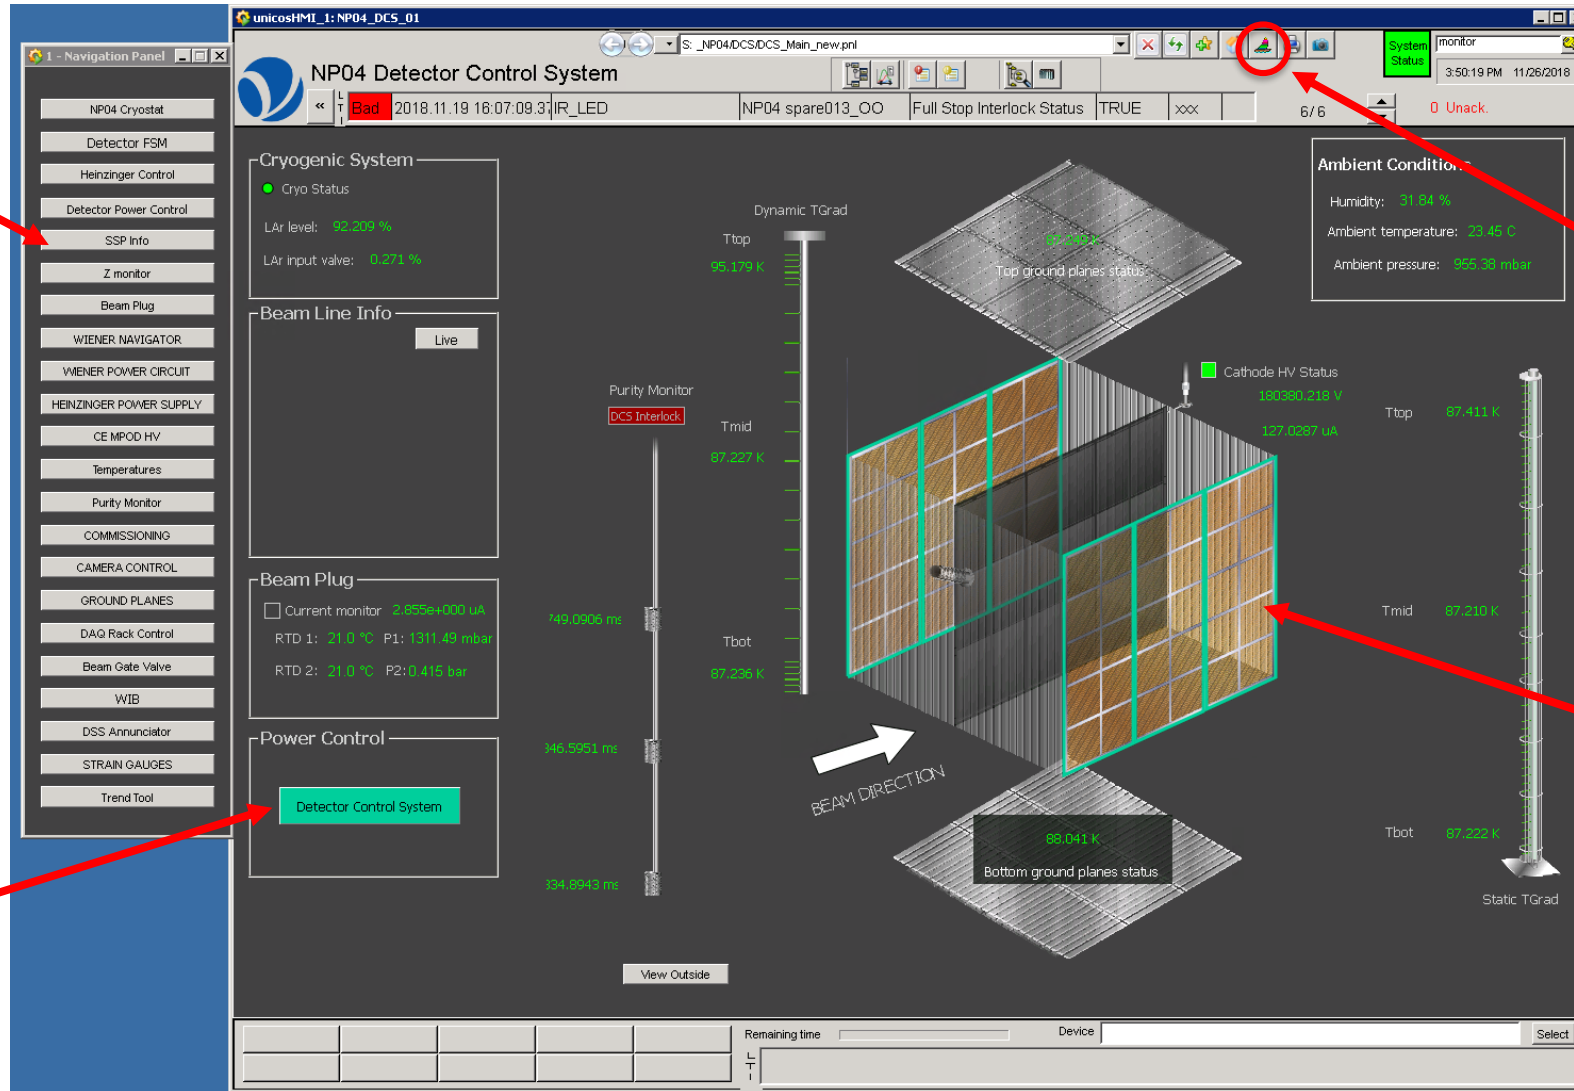 unicosHMI_1: NP04_DCS_01
1 - Navigation Panel
NP04 Cryostat
Detector FSM
Heinzinger Control
Detector Power Control
SSP Info
Z monitor
Beam Plug
WIENER NAVIGATOR
WIENER POWER CIRCUIT
HEINZINGER POWER SUPPLY
CE MPOD HV
Temperatures
Purity Monitor
COMMISSIONING
CAMERA CONTROL
GROUND PLANES
DAQ Rack Control
Beam Gate Valve
WIB
DSS Annunciator
STRAIN GAUGES
Trend Tool
S: _NP04/DCS/DCS_Main_new.pnl
System Status
monitor
3:50:19 PM 11/26/2018
NP04 Detector Control System
« L T I Bad 2018.11.19 16:07:09.37 IR_LED NP04 spare013_OO Full Stop Interlock Status TRUE xxx 6/6 0 Unack.
Cryogenic System
Cryo Status
LAr level: 92.209 %
LAr input valve: 0.271 %
Beam Line Info
Live
Beam Plug
Current monitor 2.855e+000 uA
RTD 1: 21.0 °C P1: 1311.49 mbar
RTD 2: 21.0 °C P2: 0.415 bar
Power Control
Detector Control System
Purity Monitor
DCS Interlock
749.0906 ms
346.5951 ms
334.8943 ms
View Outside
Dynamic TGrad
Ttop
95.179 K
Tmid
87.227 K
Tbot
87.236 K
87.249 K
Top ground planes status
BEAM DIRECTION
88.041 K
Bottom ground planes status
Cathode HV Status
180380.218 V
127.0287 uA
Ambient Conditions
Humidity: 31.84 %
Ambient temperature: 23.45 C
Ambient pressure: 955.38 mbar
Ttop 87.411 K
Tmid 87.210 K
Tbot 87.222 K
Static TGrad
Remaining time
Device
Select
L T I